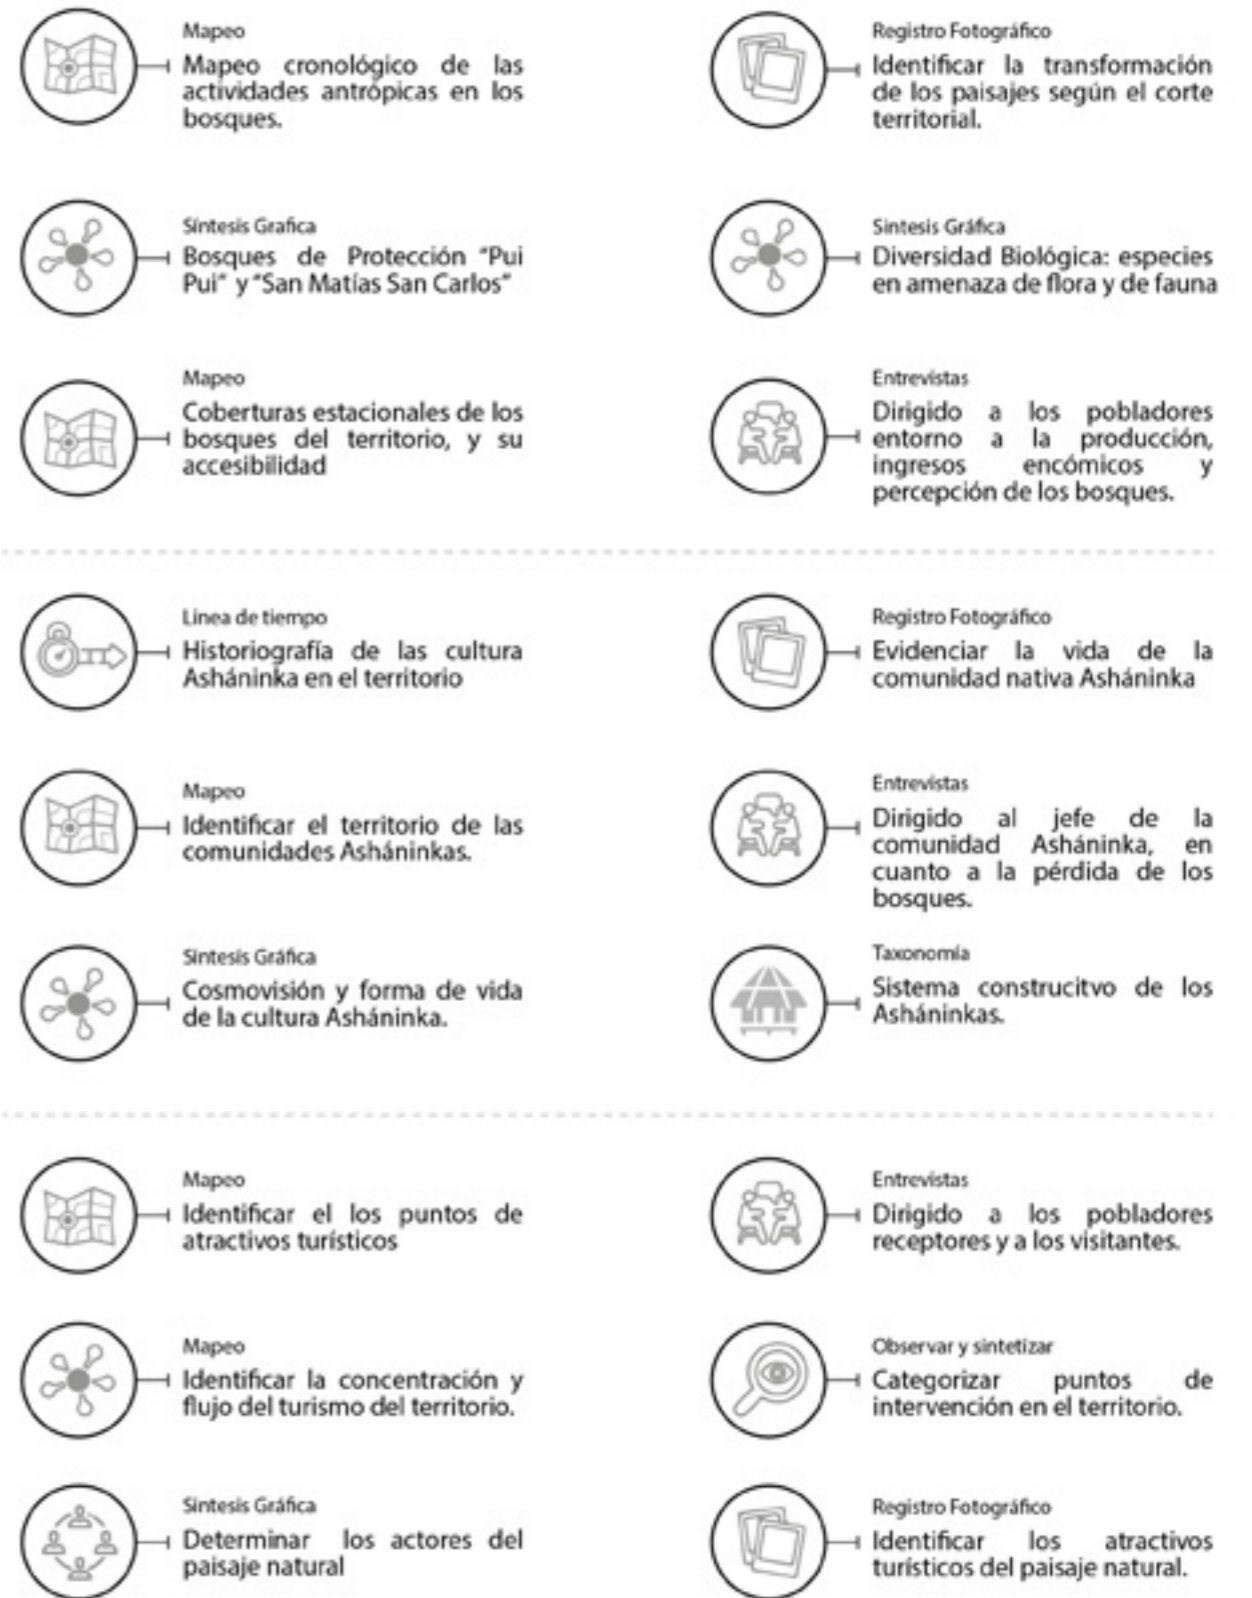 Mapeo
Mapeo cronológico de las
actividades antrópicas en los
bosques.
Registro Fotográfico
Identificar la transformación
de los paisajes según el corte
territorial.
Síntesis Grafica
Bosques de Protección "Pui
Pui" y "San Matías San Carlos"
Sintesis Gráfica
Diversidad Biológica: especies
en amenaza de flora y de fauna
Mapeo
Coberturas estacionales de los
bosques del territorio, y su
accesibilidad
Entrevistas
Dirigido a los pobladores
entorno a la producción,
ingresos encómicos y
percepción de los bosques.
Linea de tiempo
Historiografía de las cultura
Asháninka en el territorio
Registro Fotográfico
Evidenciar la vida de la
comunidad nativa Asháninka
Mapeo
Identificar el territorio de las
comunidades Asháninkas.
Entrevistas
Dirigido al jefe de la
comunidad Asháninka, en
cuanto a la pérdida de los
bosques.
Sintesis Gráfica
Cosmovisión y forma de vida
de la cultura Asháninka.
Taxonomía
Sistema construcitvo de los
Asháninkas.
Mapeo
Identificar el los puntos de
atractivos turísticos
Entrevistas
Dirigido a los pobladores
receptores y a los visitantes.
Mapeo
Identificar la concentración y
flujo del turismo del territorio.
Observar y sintetizar
Categorizar puntos de
intervención en el territorio.
Sintesis Gráfica
Determinar los actores del
paisaje natural
Registro Fotográfico
Identificar los atractivos
turísticos del paisaje natural.